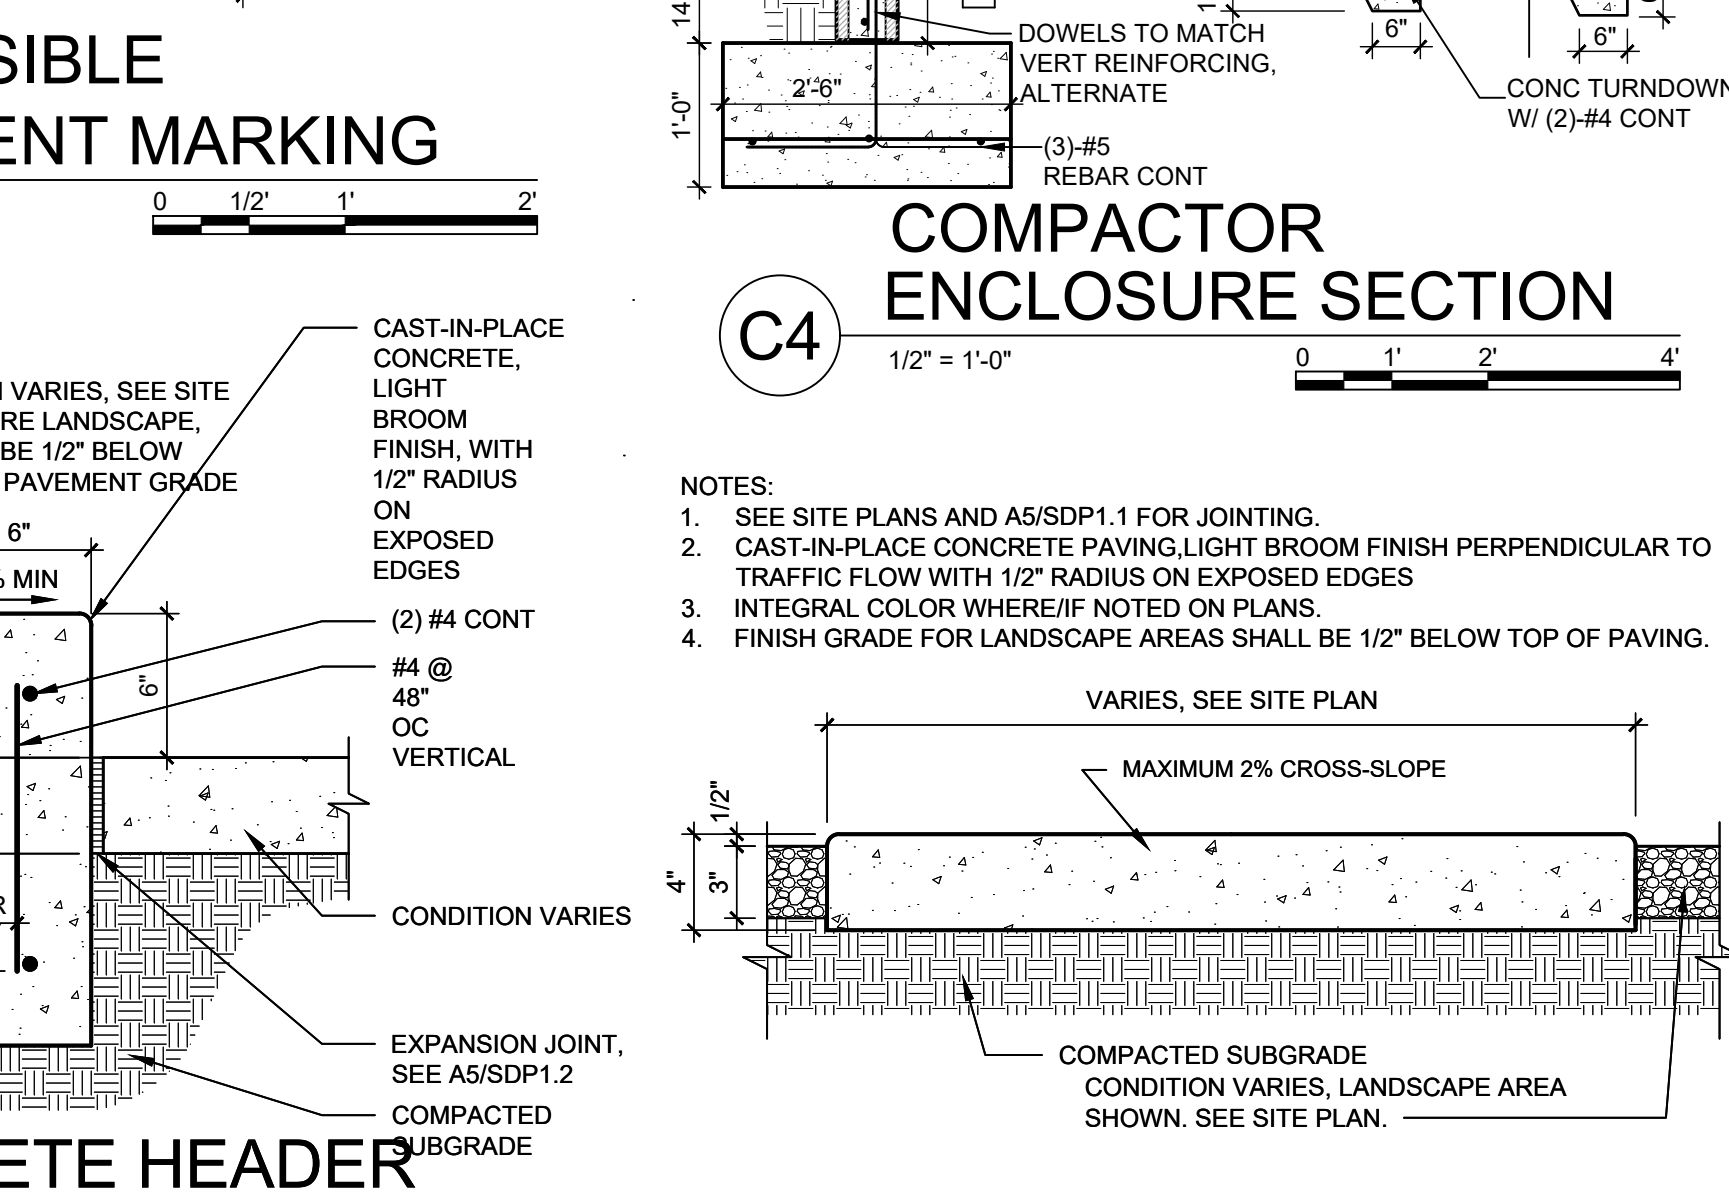 SIBLE
ENT MARKING
0 1/2' 1' 2'
14
1'-0"
2'-6"
DOWELS TO MATCH
VERT REINFORCING,
ALTERNATE
(3)-#5
REBAR CONT
6"
6"
CONC TURNDOWN
W/ (2)-#4 CONT
COMPACTOR
ENCLOSURE SECTION
C4
1/2" = 1'-0"
0 1' 2' 4'
CAST-IN-PLACE
CONCRETE,
LIGHT
BROOM
FINISH, WITH
1/2" RADIUS
ON
EXPOSED
EDGES
VARIES, SEE SITE
RE LANDSCAPE,
BE 1/2" BELOW
PAVEMENT GRADE
6"
% MIN
(2) #4 CONT
#4 @
48"
OC
VERTICAL
6"
CONDITION VARIES
R
EXPANSION JOINT,
SEE A5/SDP1.2
COMPACTED
SUBGRADE
ETE HEADER
NOTES:
1. SEE SITE PLANS AND A5/SDP1.1 FOR JOINTING.
2. CAST-IN-PLACE CONCRETE PAVING,LIGHT BROOM FINISH PERPENDICULAR TO
TRAFFIC FLOW WITH 1/2" RADIUS ON EXPOSED EDGES
3. INTEGRAL COLOR WHERE/IF NOTED ON PLANS.
4. FINISH GRADE FOR LANDSCAPE AREAS SHALL BE 1/2" BELOW TOP OF PAVING.
VARIES, SEE SITE PLAN
MAXIMUM 2% CROSS-SLOPE
1/2"
4"
3"
COMPACTED SUBGRADE
CONDITION VARIES, LANDSCAPE AREA
SHOWN. SEE SITE PLAN.